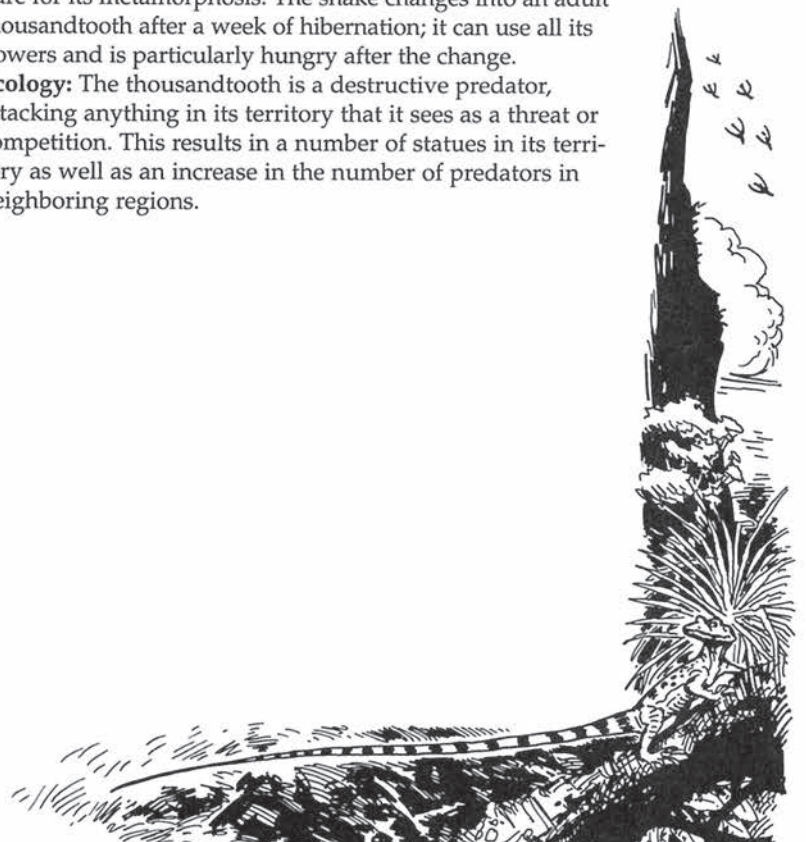 for its metamorphosis. The snake changes into an adult
ousandtooth after a week of hibernation; it can use all its
owers and is particularly hungry after the change.
cology: The thousandtooth is a destructive predator,
tacking anything in its territory that it sees as a threat or
ompetition. This results in a number of statues in its terri-
ry as well as an increase in the number of predators in
eighboring regions.